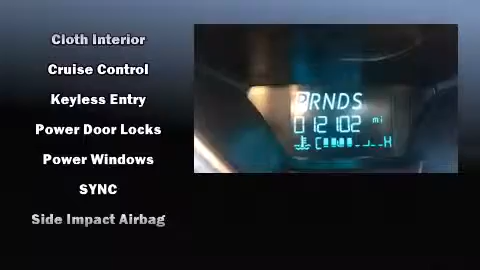 Cloth Interior
Cruise Control
Keyless Entry
Power Door Locks
Power Windows
SYNC
Side Impact Airbag
PRNDS
012102 mi
C H